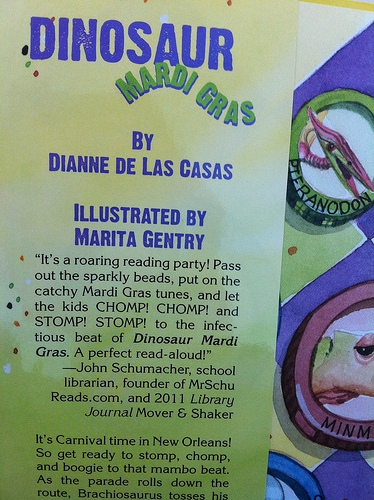 DINOSAUR
MARDI GRAS
BY
DIANNE DE LAS CASAS
ILLUSTRATED BY
MARITA GENTRY
"It's a roaring reading party! Pass
out the sparkly beads, put on the
catchy Mardi Gras tunes, and let
the kids CHOMP! CHOMP! and
STOMP! STOMP! to the infec-
tious beat of Dinosaur Mardi
Gras. A perfect read-aloud!"
—John Schumacher, school
librarian, founder of MrSchu
Reads.com, and 2011 Library
Journal Mover & Shaker
It's Carnival time in New Orleans!
So get ready to stomp, chomp,
and boogie to that mambo beat.
As the parade rolls down the
route, Brachiosaurus tosses his
PTERANODON
MINM